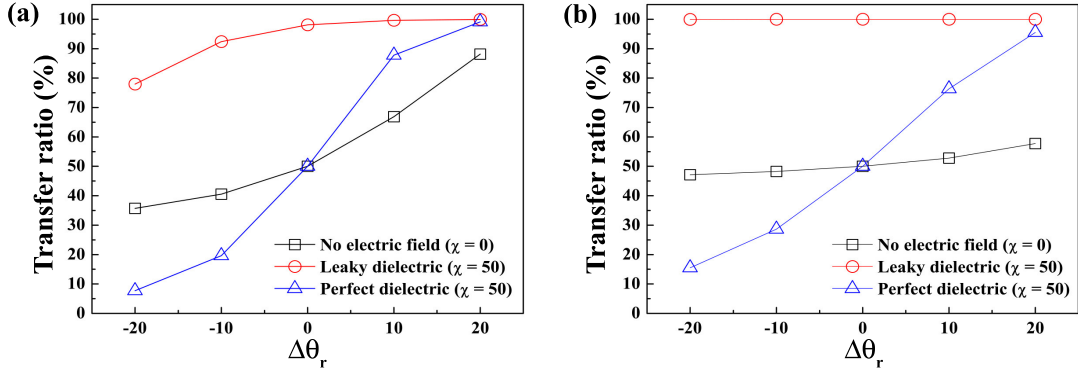 (a)
Transfer ratio (%)
100
90
80
70
60
50
40
30
20
10
0
No electric field (χ = 0)
Leaky dielectric (χ = 50)
Perfect dielectric (χ = 50)
-20 -10 0 10 20
Δθr
(b)
Transfer ratio (%)
100
90
80
70
60
50
40
30
20
10
0
No electric field (χ = 0)
Leaky dielectric (χ = 50)
Perfect dielectric (χ = 50)
-20 -10 0 10 20
Δθr